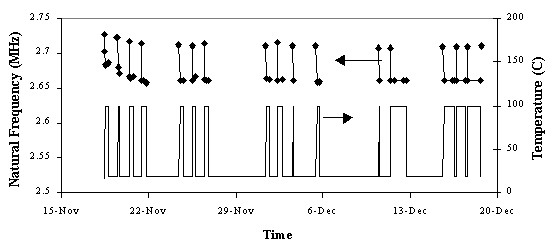 2.75
2.7
2.65
2.6
2.55
2.5
Natural Frequency (MHz)
200
150
100
50
0
Temperature (C)
15-Nov 22-Nov 29-Nov 6-Dec 13-Dec 20-Dec
Time